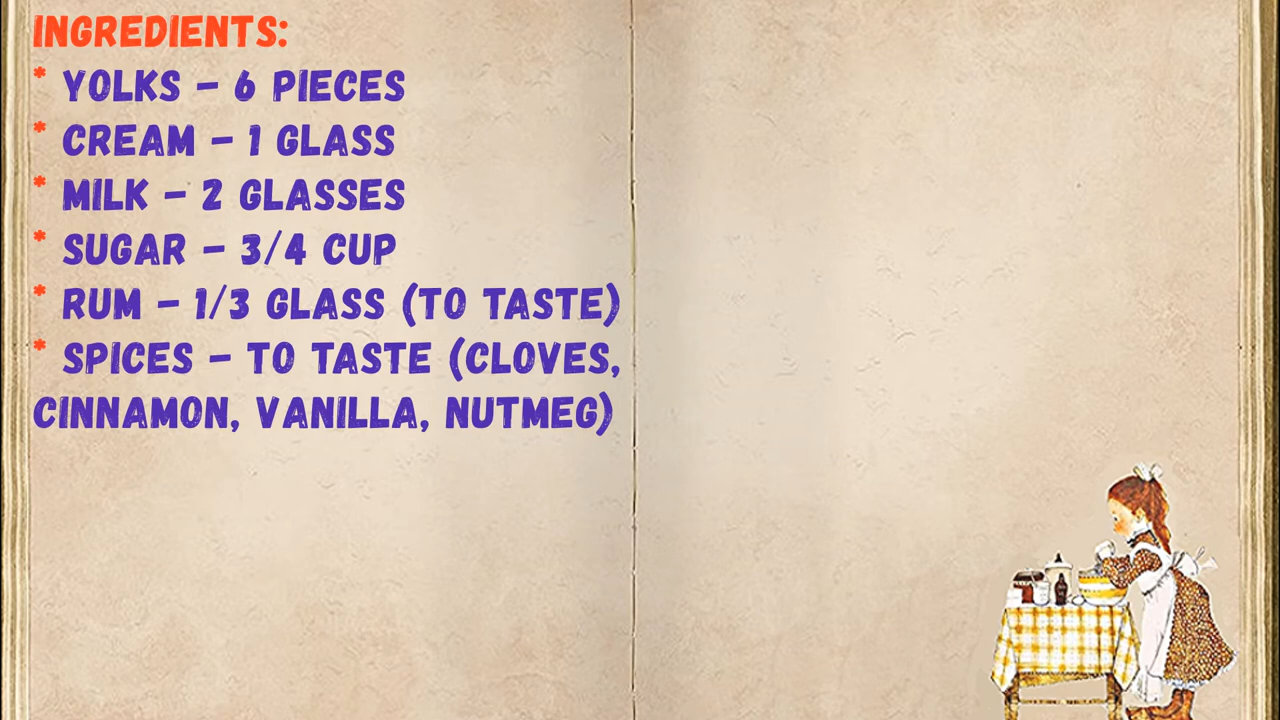 INGREDIENTS:
* YOLKS – 6 PIECES
* CREAM – 1 GLASS
* MILK – 2 GLASSES
* SUGAR – 3/4 CUP
* RUM – 1/3 GLASS (TO TASTE)
* SPICES – TO TASTE (CLOVES,
CINNAMON, VANILLA, NUTMEG)